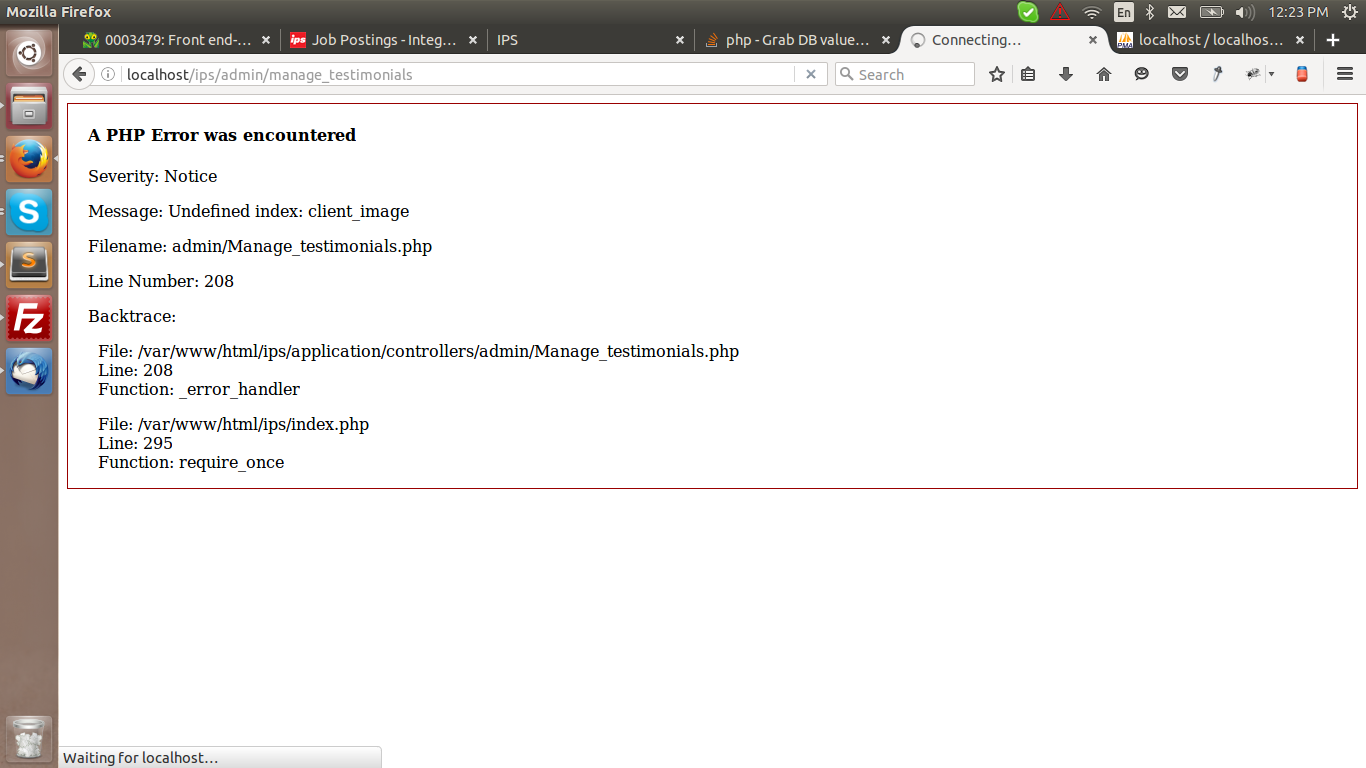 Mozilla Firefox
En
12:23 PM
0003479: Front end-...
ips Job Postings - Integ...
IPS
php - Grab DB value...
Connecting...
PMA localhost / localhos...
localhost/ips/admin/manage_testimonials
Search
A PHP Error was encountered
Severity: Notice
Message: Undefined index: client_image
Filename: admin/Manage_testimonials.php
Line Number: 208
Backtrace:
File: /var/www/html/ips/application/controllers/admin/Manage_testimonials.php
Line: 208
Function: _error_handler
File: /var/www/html/ips/index.php
Line: 295
Function: require_once
S
S
Fz
Waiting for localhost...